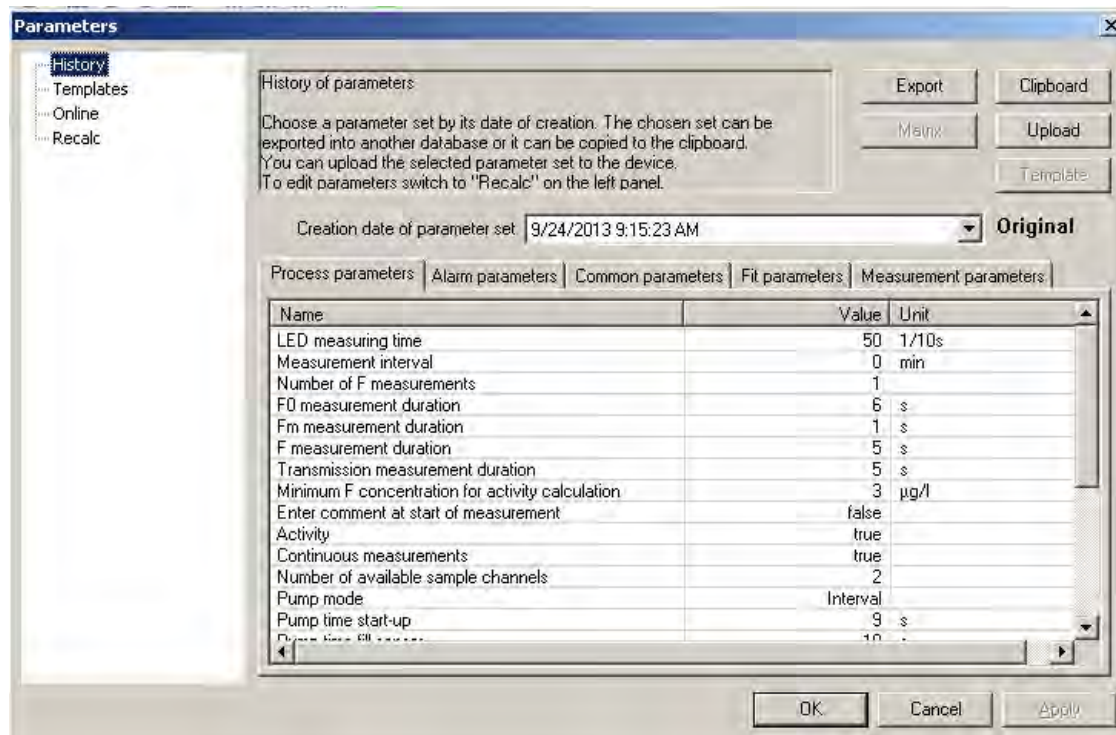 Parameters
History
Templates
Online
Recalc
History of parameters
Choose a parameter set by its date of creation. The chosen set can be
exported into another database or it can be copied to the clipboard.
You can upload the selected parameter set to the device.
To edit parameters switch to "Recalc" on the left panel.
Export
Clipboard
Matrix
Upload
Template
Creation date of parameter set 9/24/2013 9:15:23 AM Original
Process parameters Alarm parameters Common parameters Fit parameters Measurement parameters
Name Value Unit
LED measuring time 50 1/10s
Measurement interval 0 min
Number of F measurements 1
F0 measurement duration 6 s
Fm measurement duration 1 s
F measurement duration 5 s
Transmission measurement duration 5 s
Minimum F concentration for activity calculation 3 µg/l
Enter comment at start of measurement false
Activity true
Continuous measurements true
Number of available sample channels 2
Pump mode Interval
Pump time start-up 9 s
OK Cancel Apply